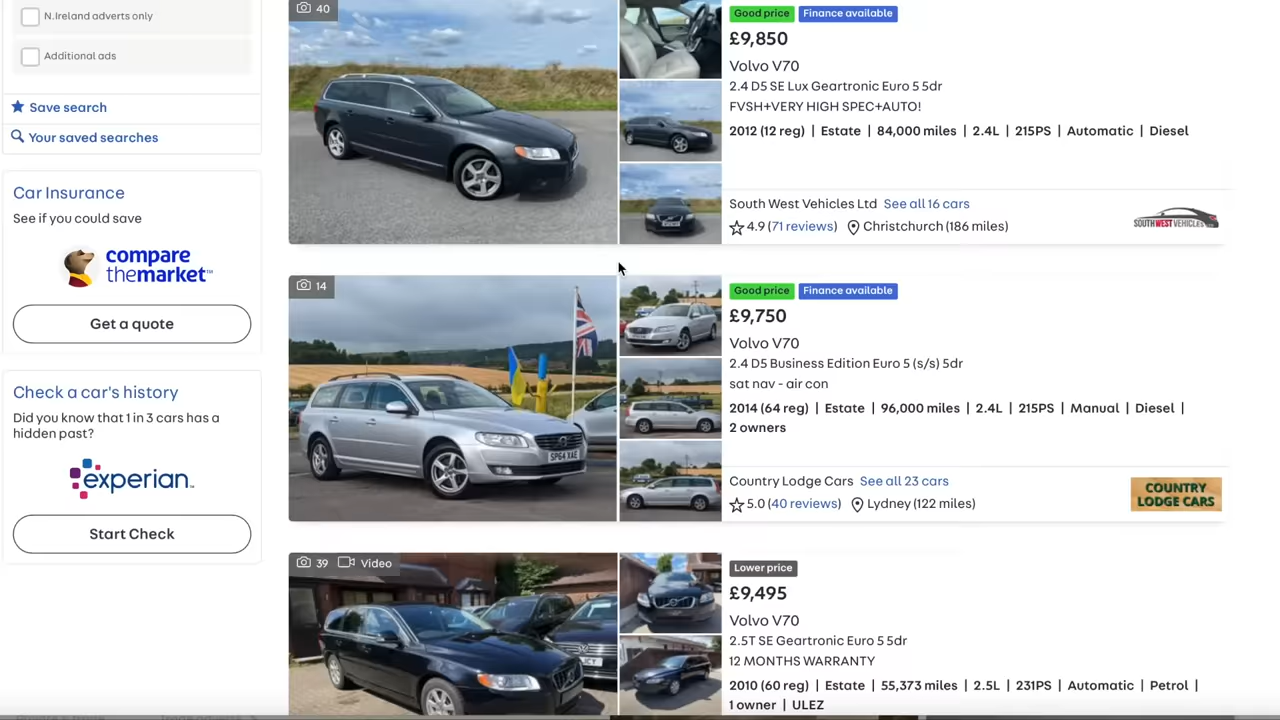 N.Ireland adverts only
Additional ads
Save search
Your saved searches
Car Insurance
See if you could save
compare
themarket™
Get a quote
Check a car's history
Did you know that 1 in 3 cars has a
hidden past?
experian™
Start Check
40
Good price Finance available
£9,850
Volvo V70
2.4 D5 SE Lux Geartronic Euro 5 5dr
FVSH+VERY HIGH SPEC+AUTO!
2012 (12 reg) | Estate | 84,000 miles | 2.4L | 215PS | Automatic | Diesel
South West Vehicles Ltd See all 16 cars
4.9 (71 reviews) Christchurch (186 miles)
SOUTHWESTVEHICLES
14
SP64 XAE
Good price Finance available
£9,750
Volvo V70
2.4 D5 Business Edition Euro 5 (s/s) 5dr
sat nav - air con
2014 (64 reg) | Estate | 96,000 miles | 2.4L | 215PS | Manual | Diesel |
2 owners
Country Lodge Cars See all 23 cars
5.0 (40 reviews) Lydney (122 miles)
COUNTRY
LODGE CARS
39 Video
Lower price
£9,495
Volvo V70
2.5T SE Geartronic Euro 5 5dr
12 MONTHS WARRANTY
2010 (60 reg) | Estate | 55,373 miles | 2.5L | 231PS | Automatic | Petrol |
1 owner | ULEZ